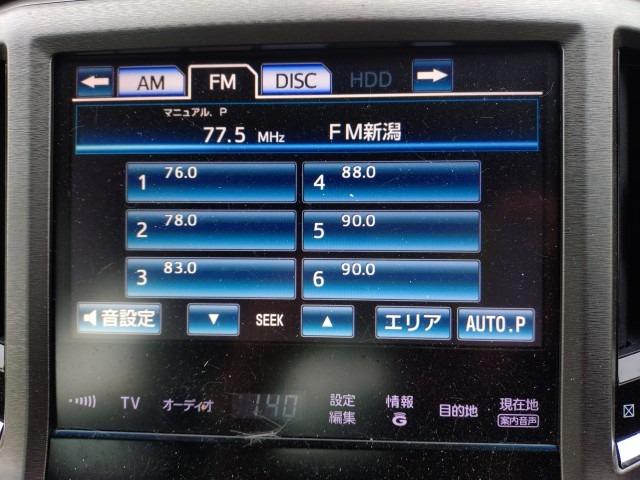 AM FM DISC HDD
マニュアル. P
77.5 MHz FM新潟
1 76.0
4 88.0
2 78.0
5 90.0
3 83.0
6 90.0
音設定 ▼ SEEK ▲ エリア AUTO.P
TV オーディオ 1:40 設定 編集 情報 G 目的地 現在地 案内音声